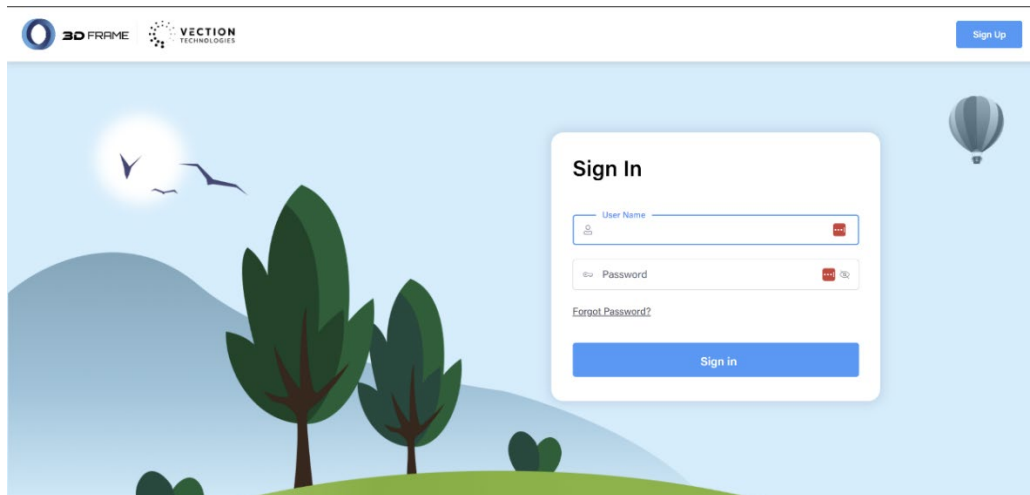 3D FRAME
VECTION
TECHNOLOGIES
Sign Up
Sign In
User Name
Password
Forgot Password?
Sign in